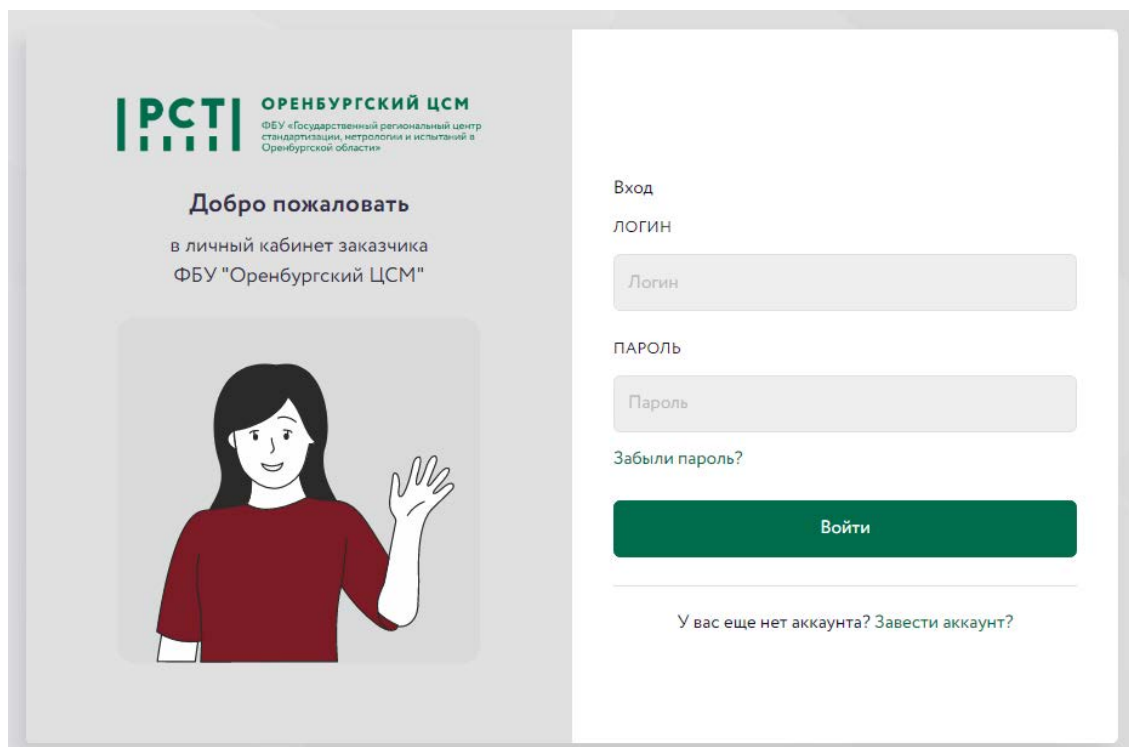 РСТ
ОРЕНБУРГСКИЙ ЦСМ
ФБУ «Государственный региональный центр
стандартизации, метрологии и испытаний в
Оренбургской области»
Добро пожаловать
в личный кабинет заказчика
ФБУ "Оренбургский ЦСМ"
Вход
ЛОГИН
Логин
ПАРОЛЬ
Пароль
Забыли пароль?
Войти
У вас еще нет аккаунта? Завести аккаунт?